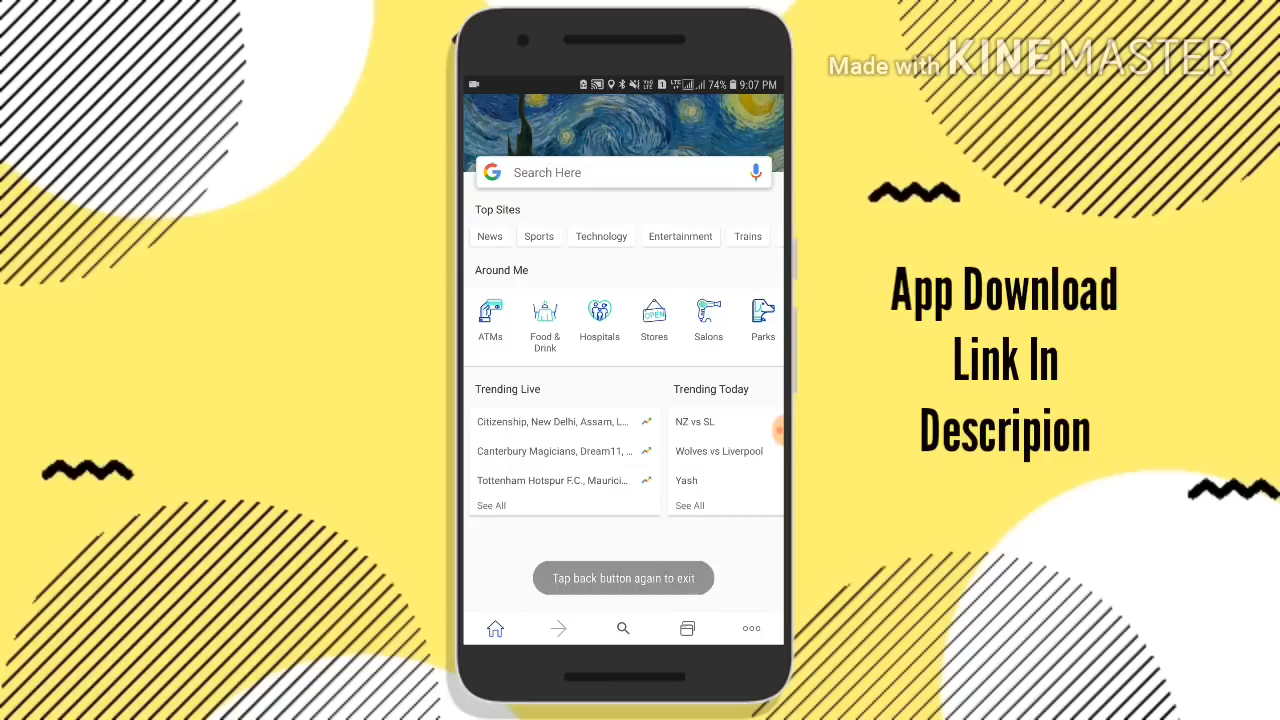 Made with KINEMASTER
74% 9:07 PM
Search Here
Top Sites
News Sports Technology Entertainment Trains
Around Me
OPEN
ATMs Food & Drink Hospitals Stores Salons Parks
Trending Live
Citizenship, New Delhi, Assam, L...
Canterbury Magicians, Dream11, ...
Tottenham Hotspur F.C., Maurici...
See All
Trending Today
NZ vs SL
Wolves vs Liverpool
Yash
See All
Tap back button again to exit
App Download
Link In
Descripion